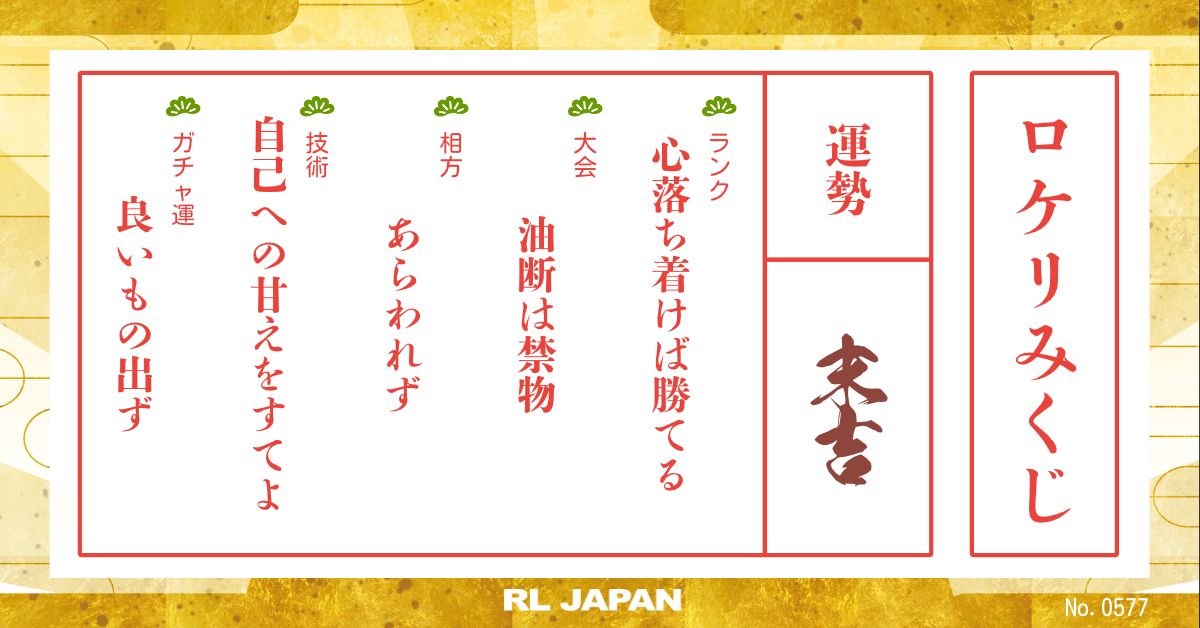 ロケリみくじ
運勢
末吉
ランク
心落ち着けば勝てる
大会
油断は禁物
相方
あらわれず
技術
自己への甘えをすてよ
ガチャ運
良いもの出ず
RL JAPAN
No. 0577